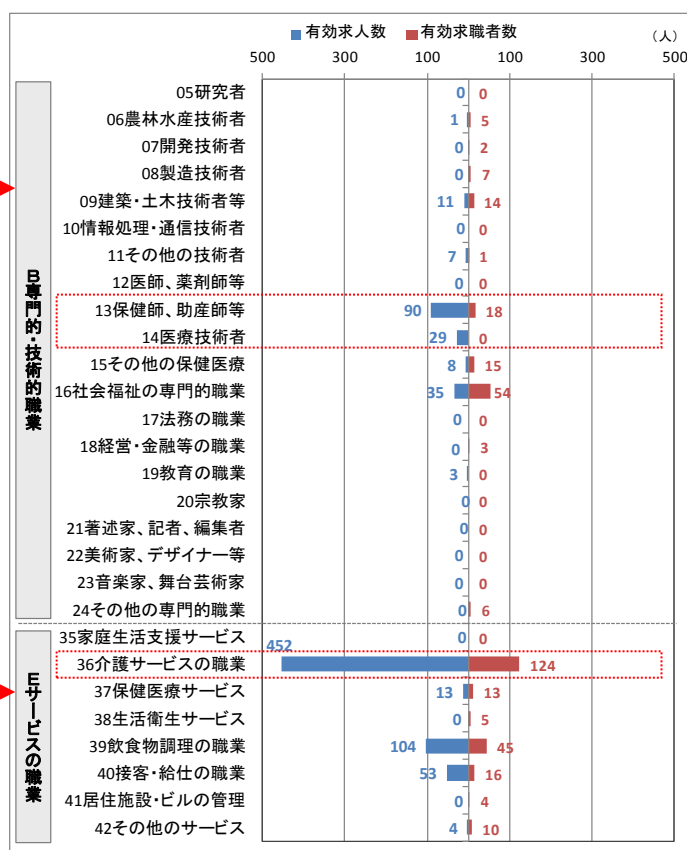 有効求人数 有効求職者数 (人)
500 300 100 100 300 500
B専門的・技術的職業
05研究者 0 0
06農林水産技術者 1 5
07開発技術者 0 2
08製造技術者 0 7
09建築・土木技術者等 11 14
10情報処理・通信技術者 0 0
11その他の技術者 7 1
12医師、薬剤師等 0 0
13保健師、助産師等 90 18
14医療技術者 29 0
15その他の保健医療 8 15
16社会福祉の専門的職業 35 54
17法務の職業 0 0
18経営・金融等の職業 0 3
19教育の職業 3 0
20宗教家 0 0
21著述家、記者、編集者 0 0
22美術家、デザイナー等 0 0
23音楽家、舞台芸術家 0 0
24その他の専門的職業 0 6
Eサービスの職業
35家庭生活支援サービス 0 0
36介護サービスの職業 452 124
37保健医療サービス 13 13
38生活衛生サービス 0 5
39飲食物調理の職業 104 45
40接客・給仕の職業 53 16
41居住施設・ビルの管理 0 4
42その他のサービス 4 10